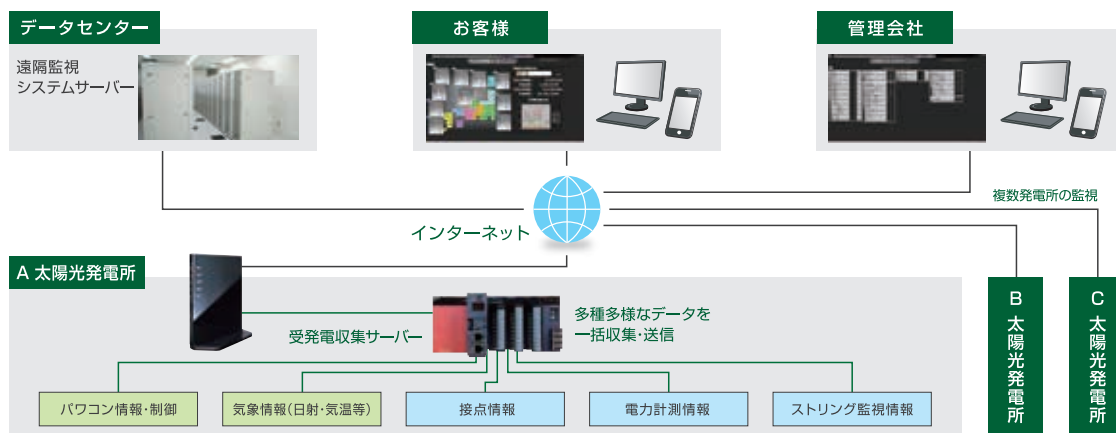 データセンター
遠隔監視
システムサーバー
お客様
管理会社
複数発電所の監視
インターネット
A 太陽光発電所
受発電収集サーバー
多種多様なデータを
一括収集・送信
パワコン情報・制御
気象情報(日射・気温等)
接点情報
電力計測情報
ストリング監視情報
B 太陽光発電所
C 太陽光発電所